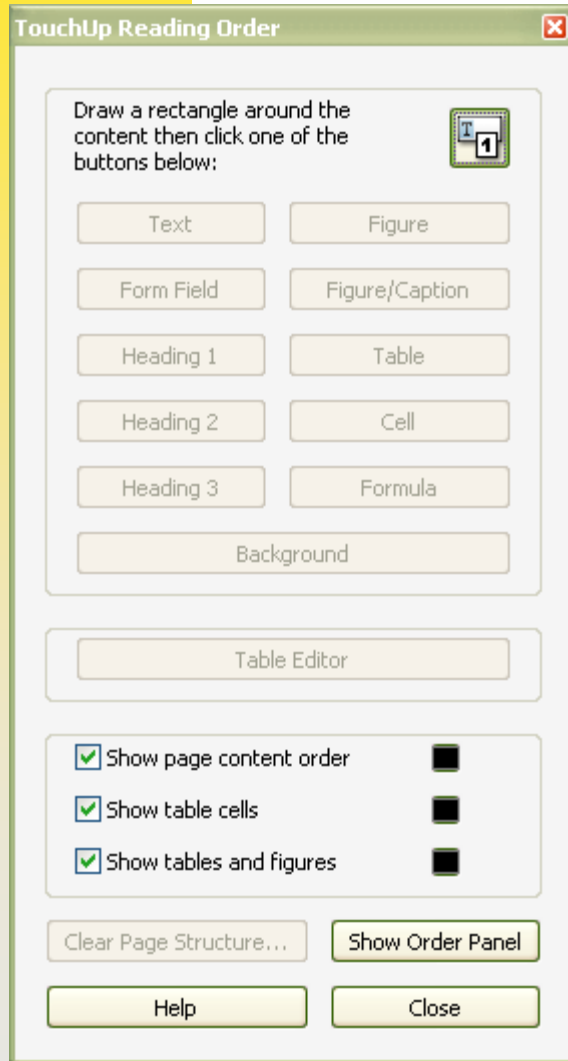 TouchUp Reading Order
Draw a rectangle around the
content then click one of the
buttons below:
T
1
Text
Figure
Form Field
Figure/Caption
Heading 1
Table
Heading 2
Cell
Heading 3
Formula
Background
Table Editor
Show page content order
Show table cells
Show tables and figures
Clear Page Structure...
Show Order Panel
Help
Close